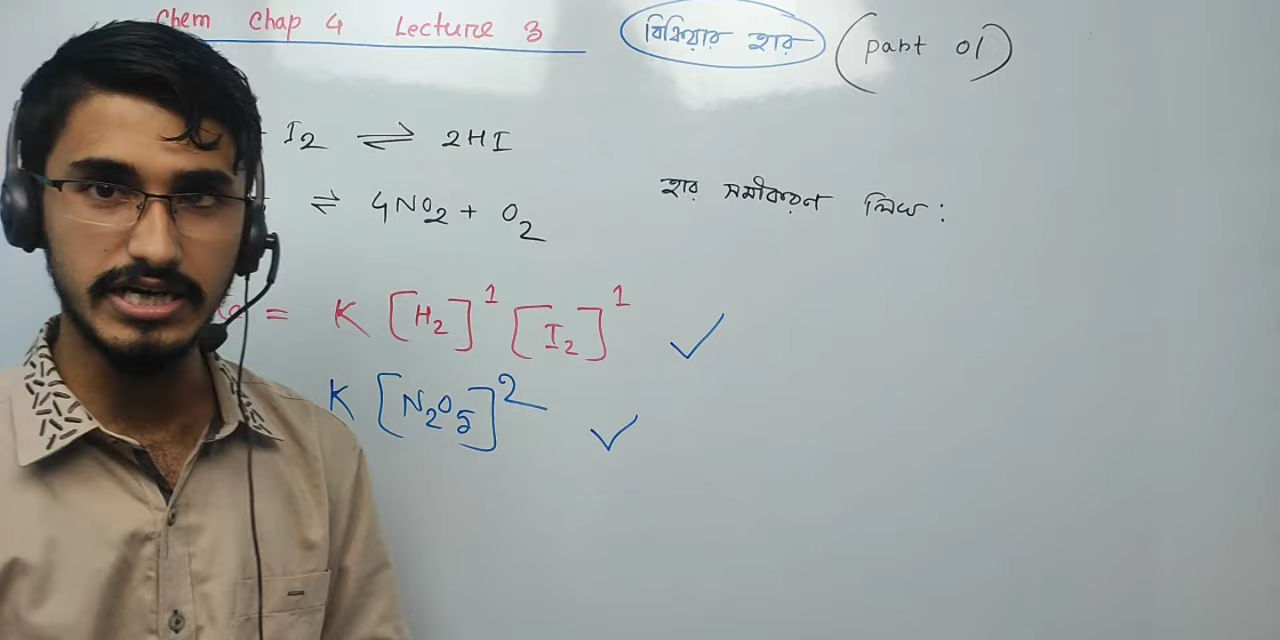 Chem Chap 4 Lecture 3 বিক্রিয়ার হার (part 01)
I₂ ⇌ 2HI
⇌ 4NO₂ + O₂
হার সমীকরণ লিখ :
= K [H₂]¹ [I₂]¹ ✓
K [N₂O₅]² ✓